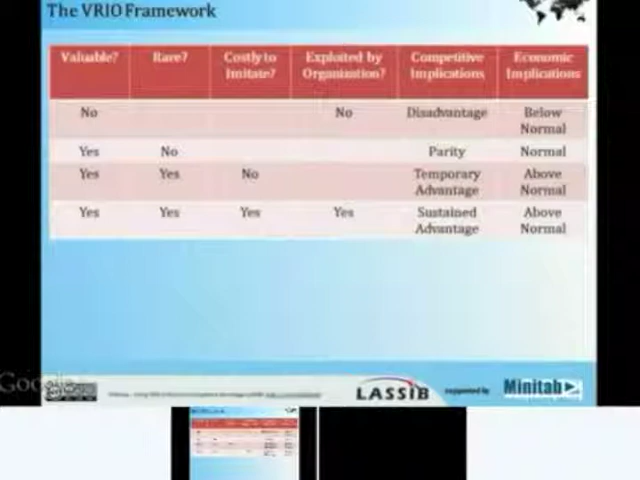 The VRIO Framework
Valuable? Rare? Costly to Imitate? Exploited by Organization? Competitive Implications Economic Implications
No No Disadvantage Below Normal
Yes No Parity Normal
Yes Yes No Temporary Advantage Above Normal
Yes Yes Yes Yes Sustained Advantage Above Normal
LASSIB
supported by
Minitab